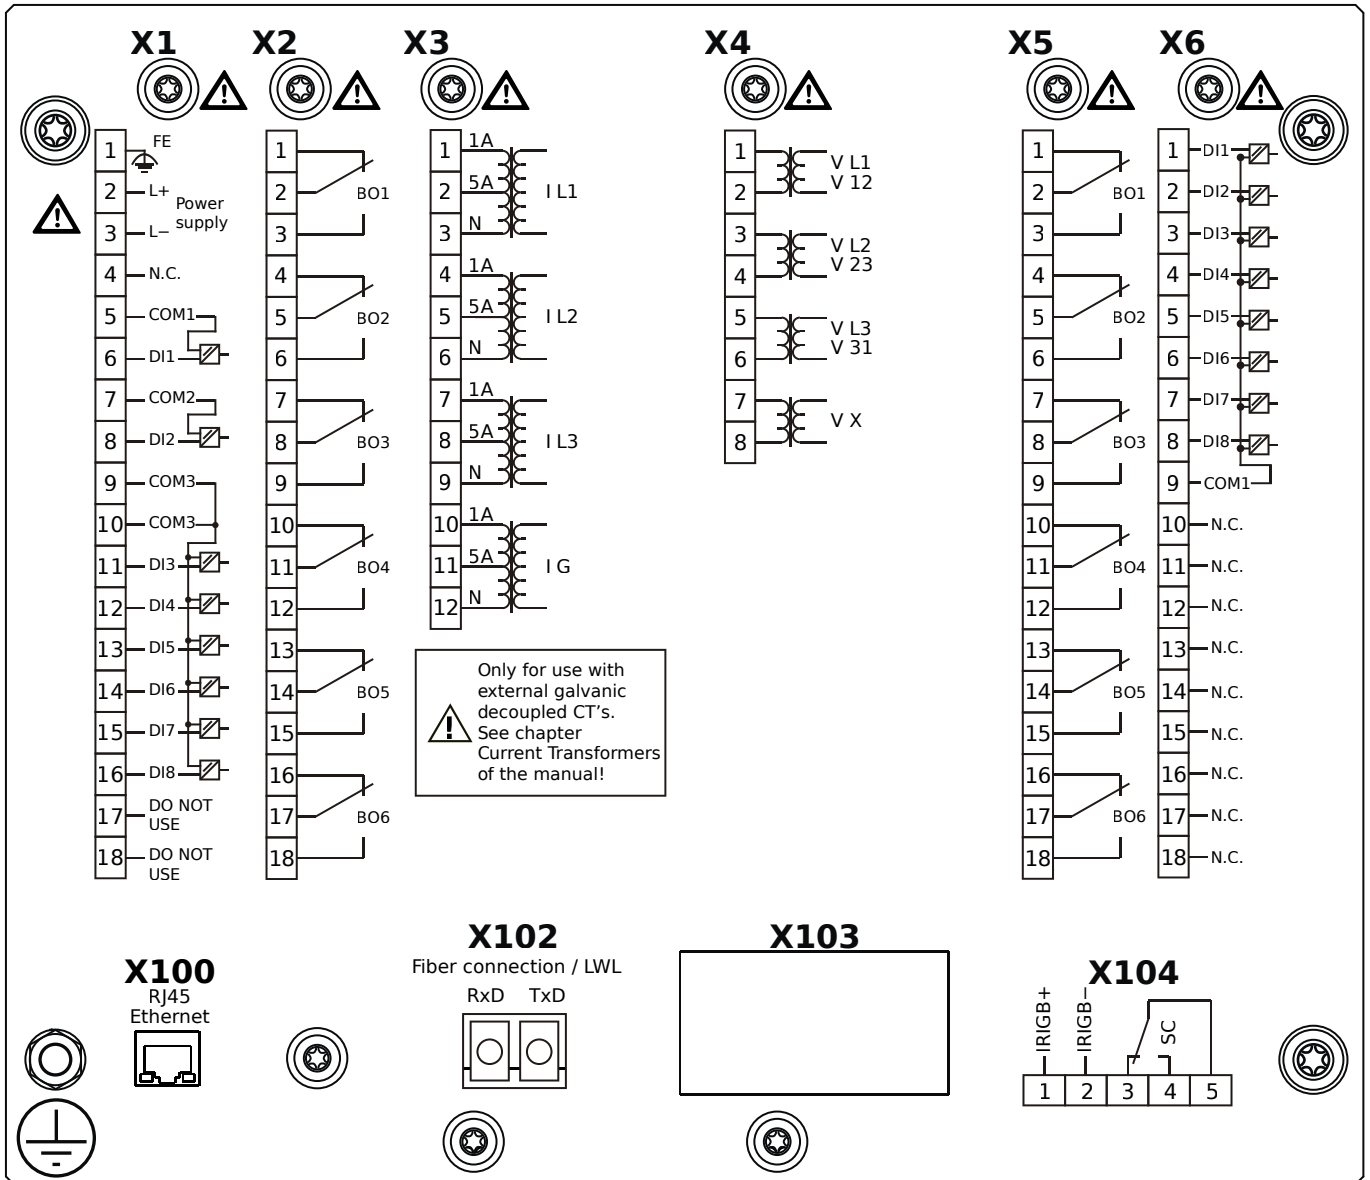 X1 X2 X3 X4 X5 X6
1 FE
2 L+
Power
supply
3 L−
4 N.C.
5 COM1
6 DI1
7 COM2
8 DI2
9 COM3
10 COM3
11 DI3
12 DI4
13 DI5
14 DI6
15 DI7
16 DI8
17 DO NOT
USE
18 DO NOT
USE
1
2 BO1
3
4
5 BO2
6
7
8 BO3
9
10
11 BO4
12
13
14 BO5
15
16
17 BO6
18
1 1A
2 5A I L1
3 N
4 1A
5 5A I L2
6 N
7 1A
8 5A I L3
9 N
10 1A
11 5A I G
12 N
Only for use with
external galvanic
decoupled CT's.
See chapter
Current Transformers
of the manual!
1 V L1
2 V 12
3 V L2
4 V 23
5 V L3
6 V 31
7 V X
8
1
2 BO1
3
4
5 BO2
6
7
8 BO3
9
10
11 BO4
12
13
14 BO5
15
16
17 BO6
18
1 DI1
2 DI2
3 DI3
4 DI4
5 DI5
6 DI6
7 DI7
8 DI8
9 COM1
10 N.C.
11 N.C.
12 N.C.
13 N.C.
14 N.C.
15 N.C.
16 N.C.
17 N.C.
18 N.C.
X100
RJ45
Ethernet
X102
Fiber connection / LWL
RxD TxD
X103
X104
IRIGB+
IRIGB−
SC
1 2 3 4 5